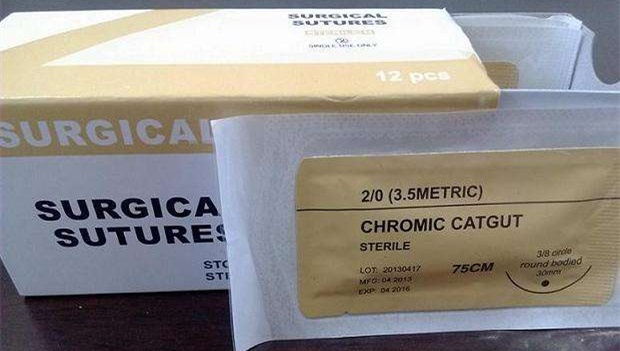 SURGICAL
SUTURES
STERILE
SINGLE USE ONLY
12 pcs
SURGICAL
SURGICA
SUTURES
2/0 (3.5METRIC)
CHROMIC CATGUT
STERILE
LOT: 20130417
MFG: 04 2013
EXP: 04 2016
75CM
3/8 circle
round bodied
30mm